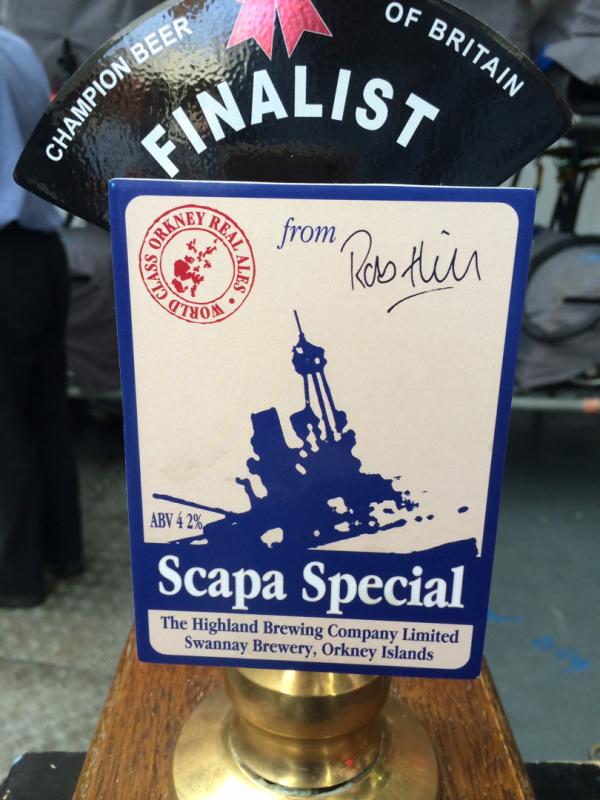 CHAMPION BEER OF BRITAIN
FINALIST
WORLD CLASS ORKNEY REAL ALES •
from Rob Hill
ABV 4 2%
Scapa Special
The Highland Brewing Company Limited
Swannay Brewery, Orkney Islands